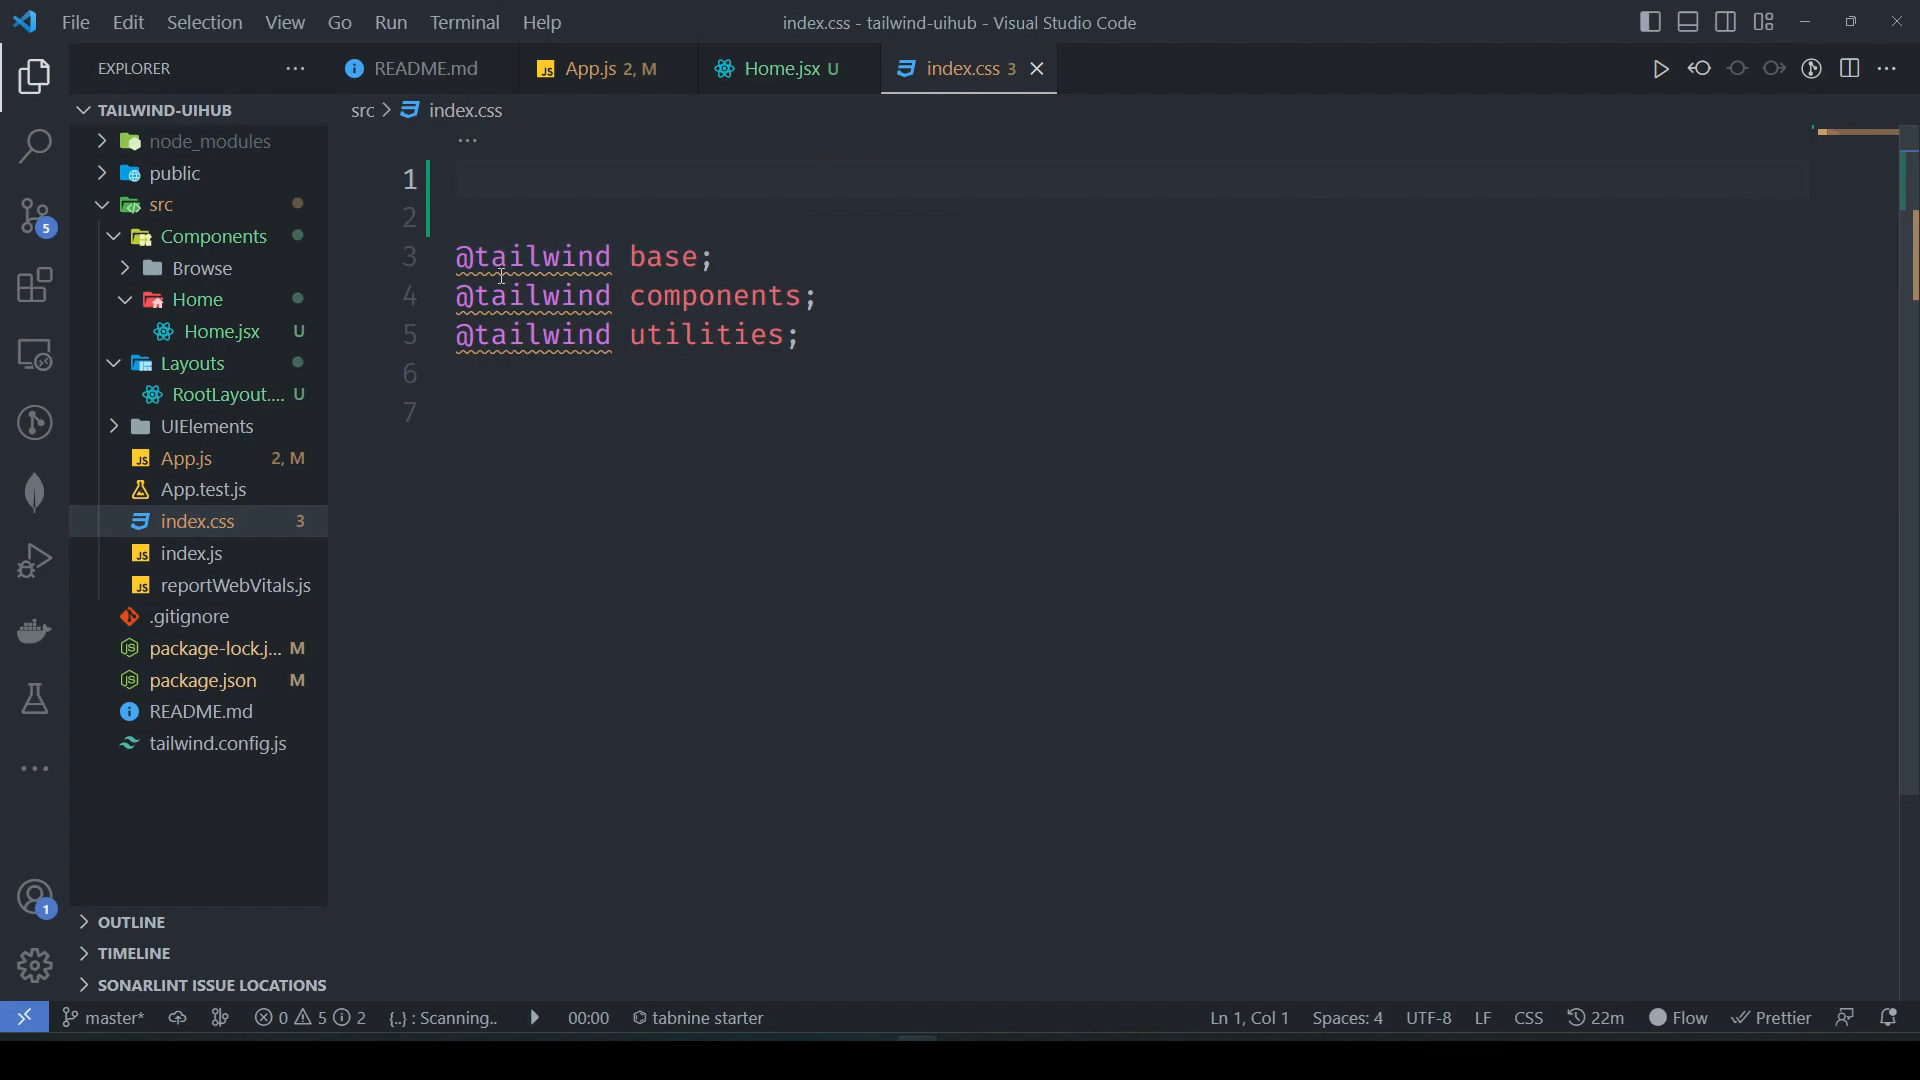 File Edit Selection View Go Run Terminal Help
index.css - tailwind-uihub - Visual Studio Code
EXPLORER ···
README.md
App.js 2, M
Home.jsx U
index.css 3
TAILWIND-UIHUB
src > index.css
node_modules
public
src
Components
Browse
Home
Home.jsx U
Layouts
RootLayout.... U
UIElements
App.js 2, M
App.test.js
index.css 3
index.js
reportWebVitals.js
.gitignore
package-lock.j... M
package.json M
README.md
tailwind.config.js
···
1
2
3 @tailwind base;
4 @tailwind components;
5 @tailwind utilities;
6
7
5
1
OUTLINE
TIMELINE
SONARLINT ISSUE LOCATIONS
master* 0 5 2 {..} : Scanning.. 00:00 tabnine starter
Ln 1, Col 1 Spaces: 4 UTF-8 LF CSS 22m Flow Prettier